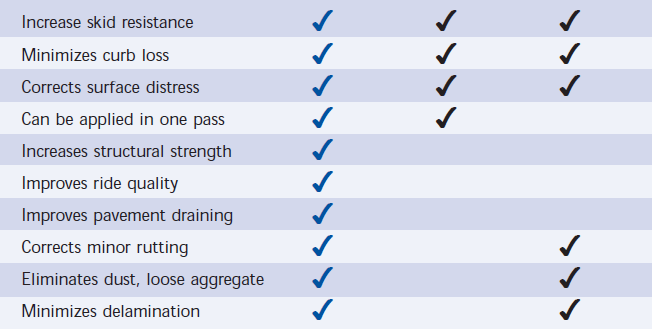 Increase skid resistance ✓ ✓ ✓
Minimizes curb loss ✓ ✓ ✓
Corrects surface distress ✓ ✓ ✓
Can be applied in one pass ✓ ✓
Increases structural strength ✓
Improves ride quality ✓
Improves pavement draining ✓
Corrects minor rutting ✓ ✓
Eliminates dust, loose aggregate ✓ ✓
Minimizes delamination ✓ ✓